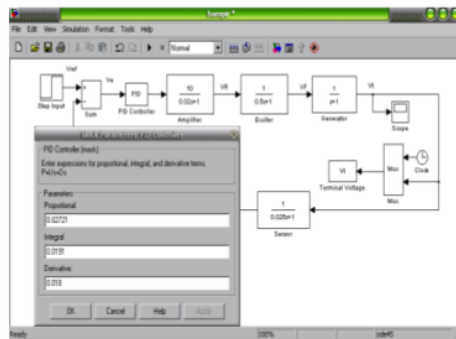 File Edit View Simulation Format Tools Help
Normal
Vref
Step Input
Sum
Ve
PID
PID Controller
10
0.02s+1
Amplifier
VR
1
0.5s+1
Exciter
VF
1
s+1
Generator
Vt
Scope
Clock
Mux
Mux
Vt
Terminal Voltage
1
0.025s+1
Sensor
PID Controller (mask)
Enter expressions for proportional, integral, and derivative terms.
P+I/s+Ds
Parameters
Proportional:
0.02721
Integral:
0.0191
Derivative:
0.018
OK Cancel Help Apply
Ready
100%
ode45